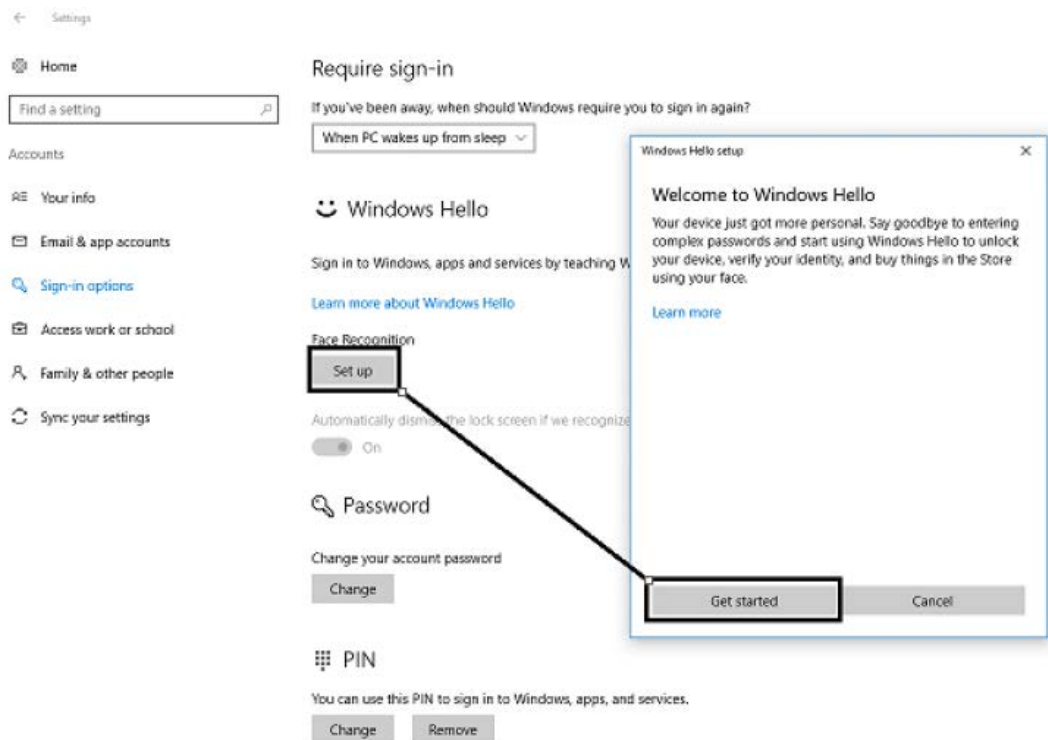 Settings
Home
Find a setting
Accounts
Your info
Email & app accounts
Sign-in options
Access work or school
Family & other people
Sync your settings
Require sign-in
If you've been away, when should Windows require you to sign in again?
When PC wakes up from sleep
Windows Hello
Sign in to Windows, apps and services by teaching
Learn more about Windows Hello
Face Recognition
Set up
Automatically dismiss the lock screen if we recognize
On
Password
Change your account password
Change
PIN
You can use this PIN to sign in to Windows, apps, and services.
Change Remove
Windows Hello setup
Welcome to Windows Hello
Your device just got more personal. Say goodbye to entering
complex passwords and start using Windows Hello to unlock
your device, verify your identity, and buy things in the Store
using your face.
Learn more
Get started Cancel